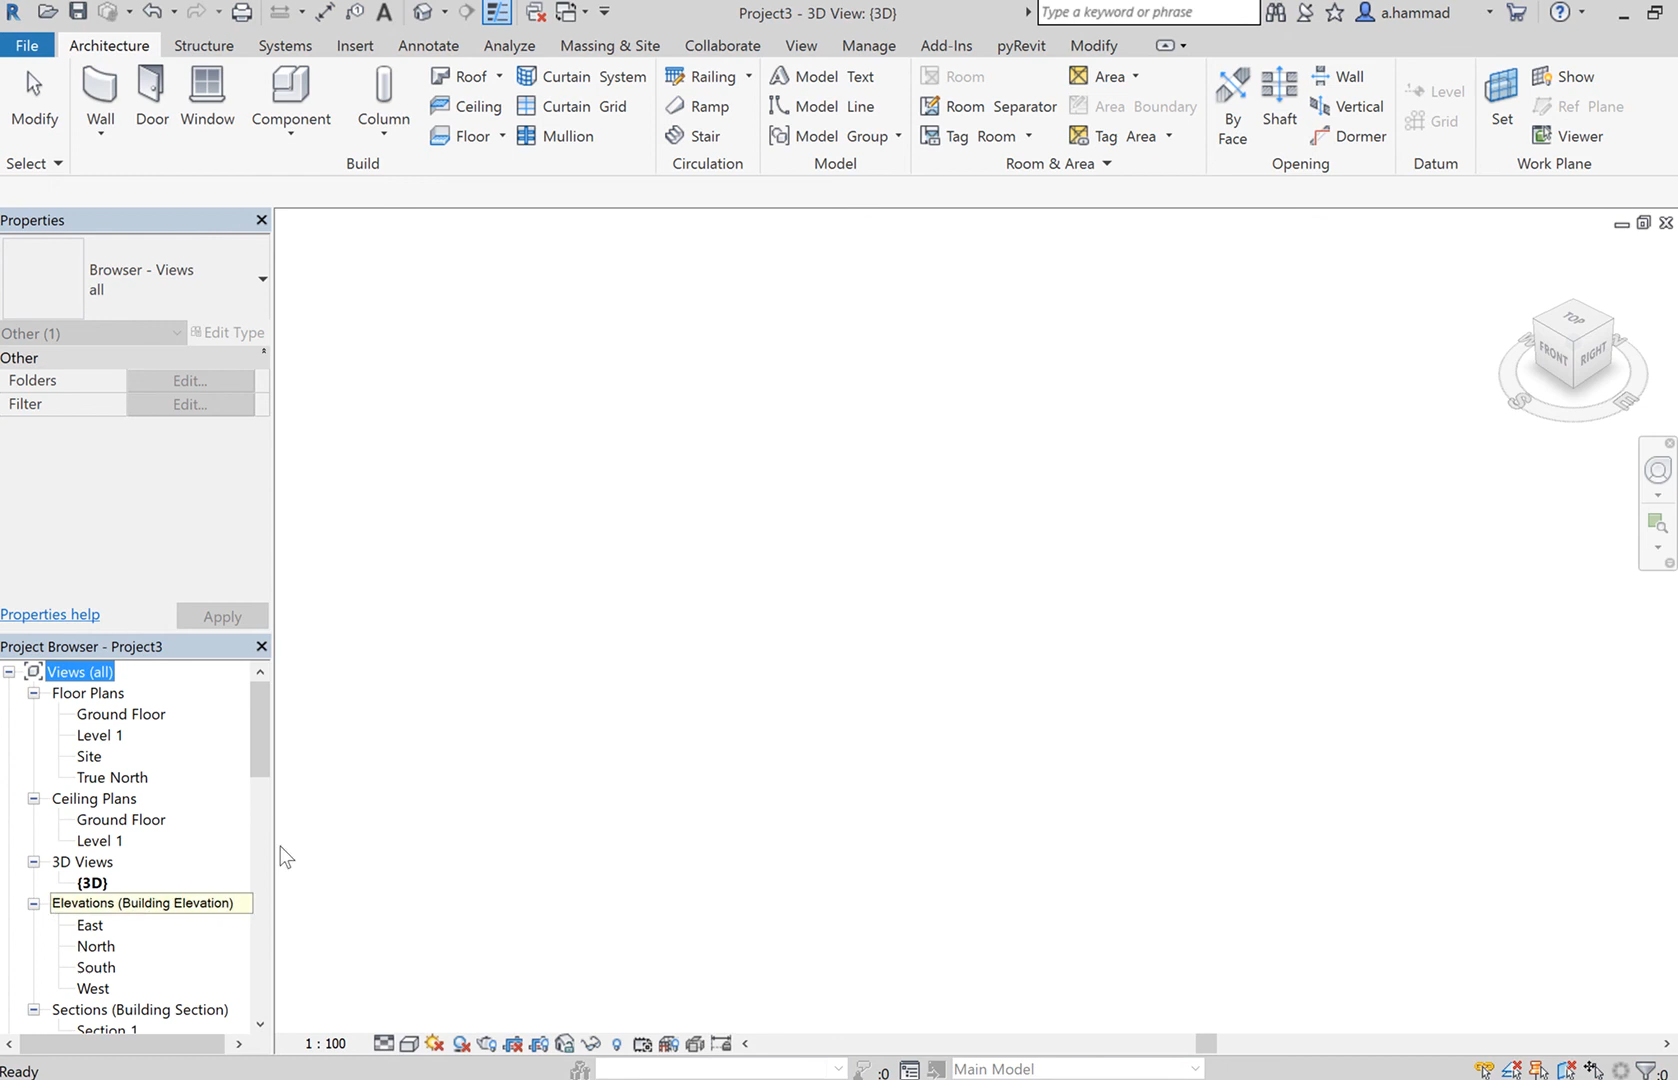 Project3 - 3D View: {3D}
Type a keyword or phrase
a.hammad
File Architecture Structure Systems Insert Annotate Analyze Massing & Site Collaborate View Manage Add-Ins pyRevit Modify
Modify
Select
Wall
Door
Window
Component
Column
Roof
Ceiling
Floor
Curtain System
Curtain Grid
Mullion
Build
Railing
Ramp
Stair
Circulation
Model Text
Model Line
Model Group
Model
Room
Room Separator
Tag Room
Area
Area Boundary
Tag Area
Room & Area
By
Face
Shaft
Wall
Vertical
Dormer
Opening
Level
Grid
Datum
Set
Show
Ref Plane
Viewer
Work Plane
Properties
Browser - Views
all
Other (1)
Edit Type
Other
Folders Edit...
Filter Edit...
Properties help
Apply
Project Browser - Project3
Views (all)
Floor Plans
Ground Floor
Level 1
Site
True North
Ceiling Plans
Ground Floor
Level 1
3D Views
{3D}
Elevations (Building Elevation)
East
North
South
West
Sections (Building Section)
Section 1
TOP
FRONT
RIGHT
S
E
1 : 100
Ready
:0
Main Model
:0